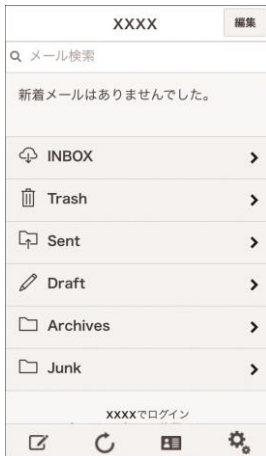 XXXX
編集
メール検索
新着メールはありませんでした。
INBOX
Trash
Sent
Draft
Archives
Junk
XXXXでログイン